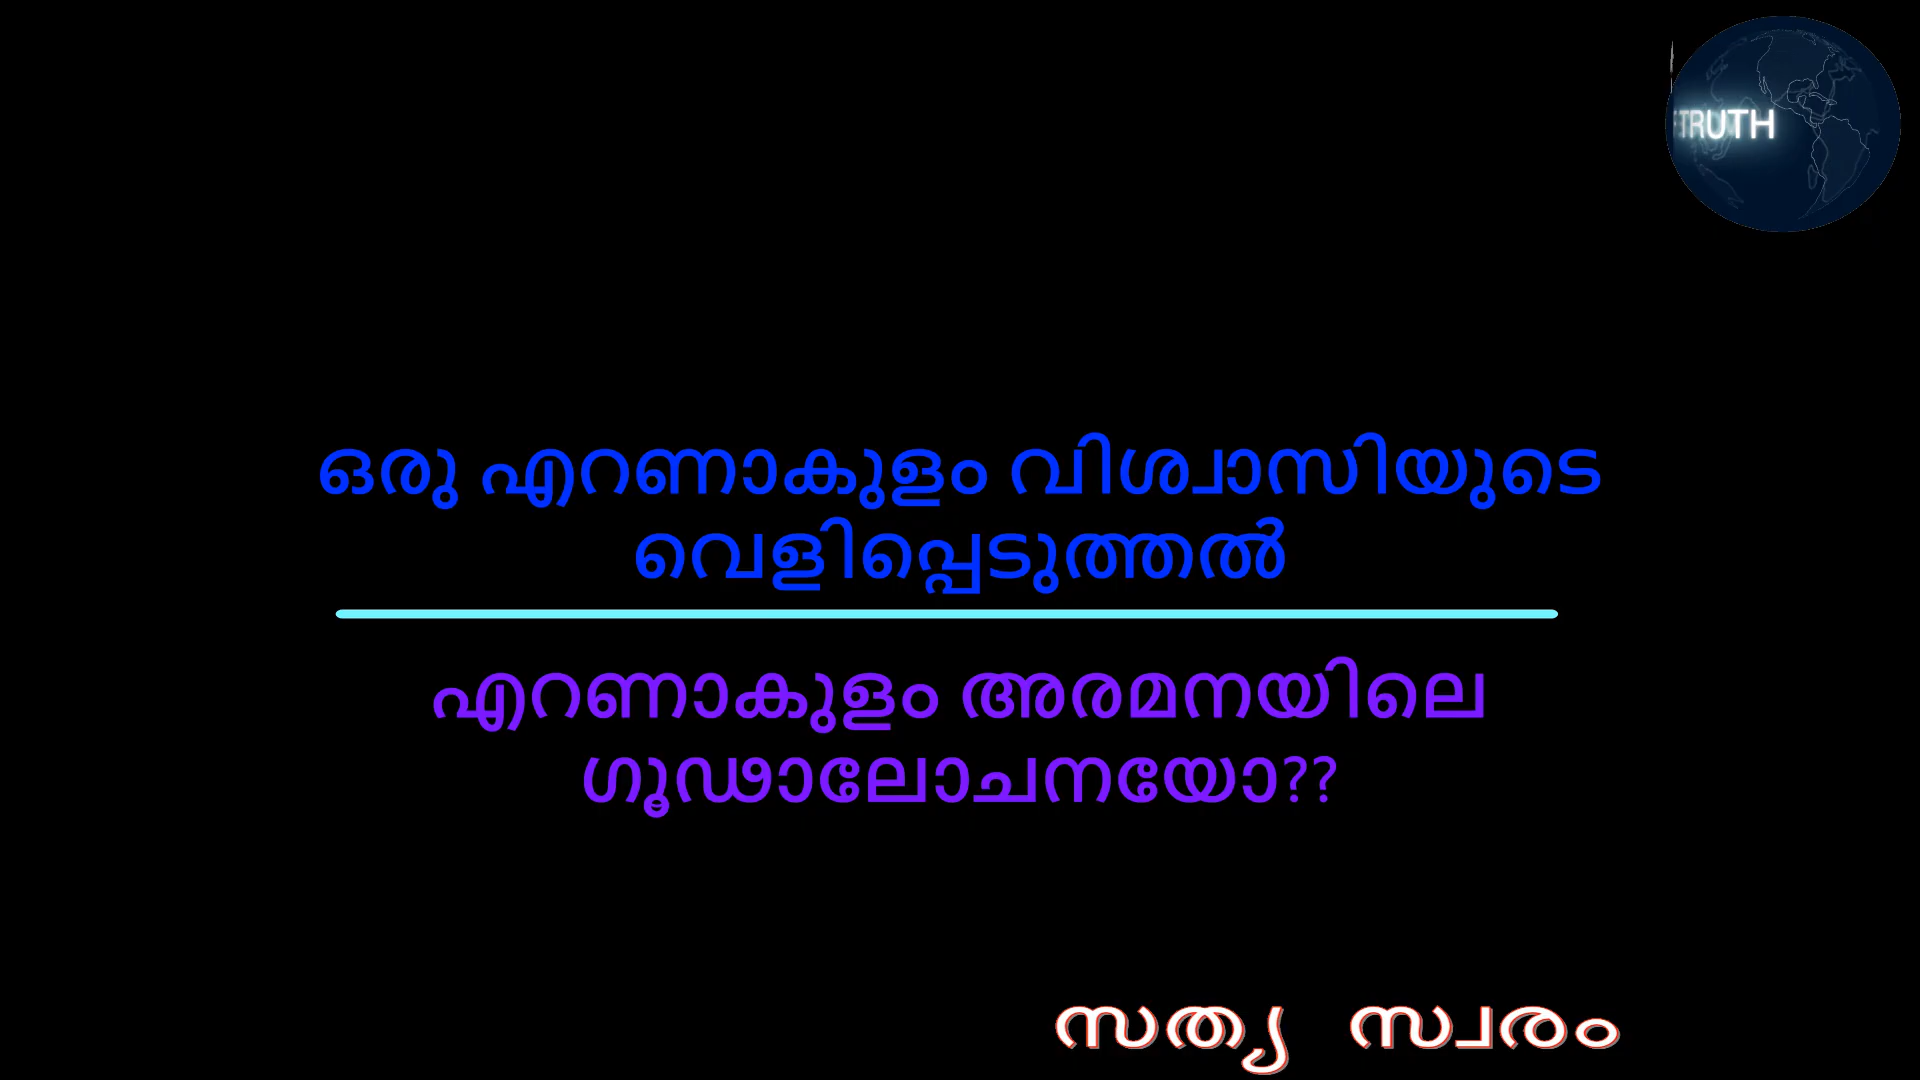 TRUTH
ഒരു എറണാകുളം വിശ്വാസിയുടെ
വെളിപ്പെടുത്തൽ
എറണാകുളം അരമനയിലെ
ഗൂഢാലോചനയോ??
സത്യ സ്വരം